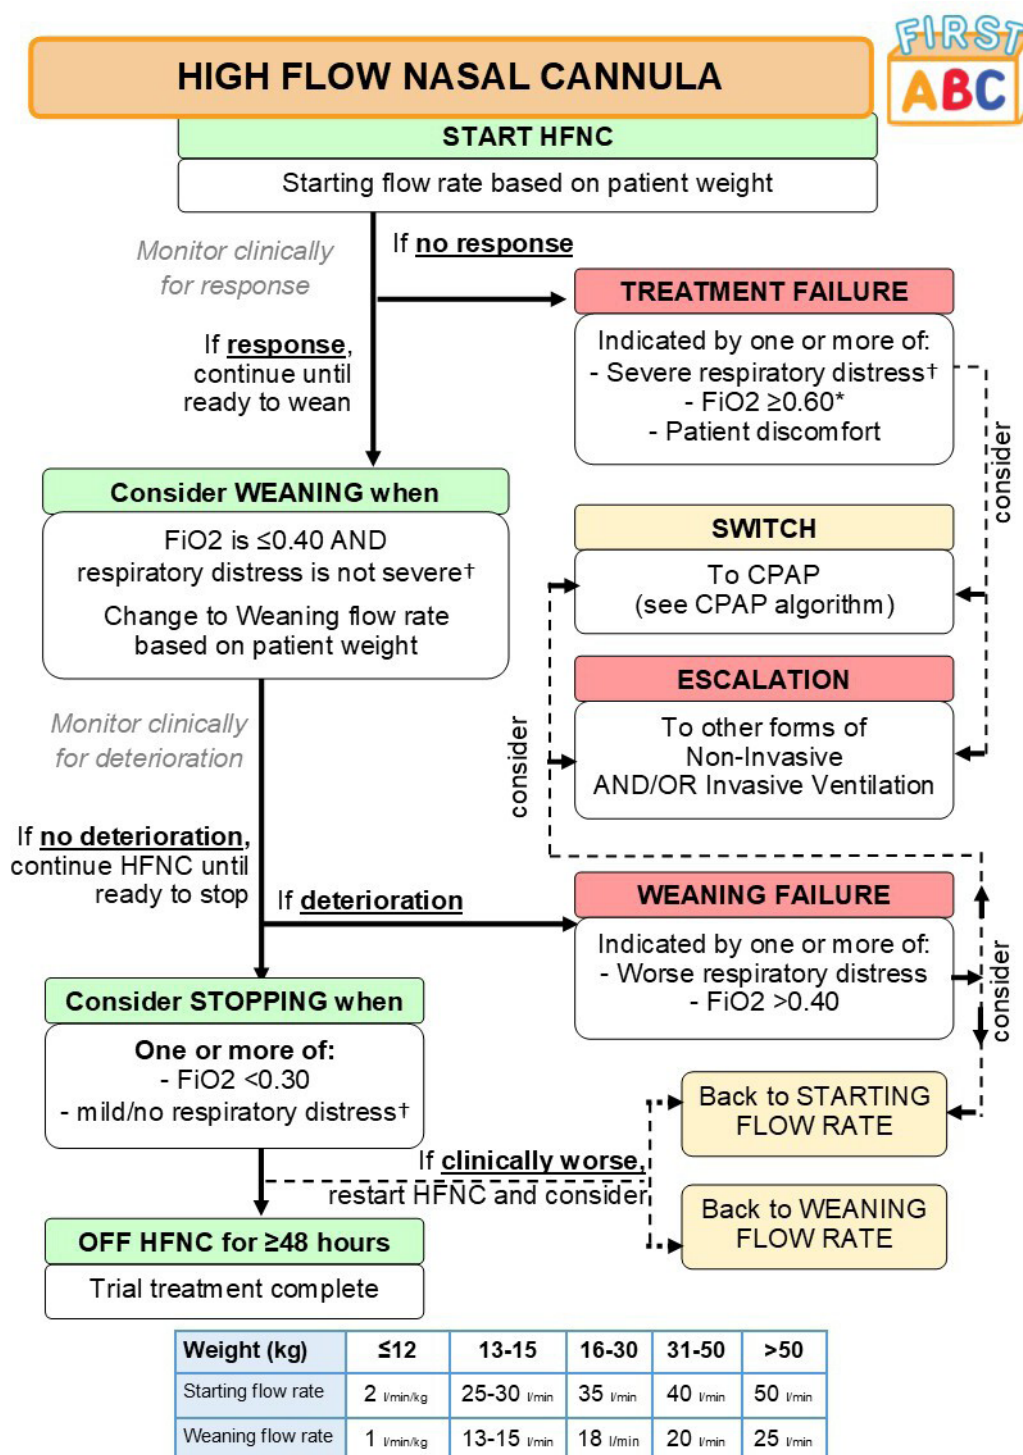 FIRST
ABC
HIGH FLOW NASAL CANNULA
START HFNC
Starting flow rate based on patient weight
Monitor clinically
for response
If no response
TREATMENT FAILURE
Indicated by one or more of:
- Severe respiratory distress†
- FiO2 ≥0.60*
- Patient discomfort
If response,
continue until
ready to wean
consider
Consider WEANING when
FiO2 is ≤0.40 AND
respiratory distress is not severe†
Change to Weaning flow rate
based on patient weight
SWITCH
To CPAP
(see CPAP algorithm)
ESCALATION
To other forms of
Non-Invasive
AND/OR Invasive Ventilation
consider
Monitor clinically
for deterioration
If no deterioration,
continue HFNC until
ready to stop
If deterioration
WEANING FAILURE
Indicated by one or more of:
- Worse respiratory distress
- FiO2 >0.40
consider
Consider STOPPING when
One or more of:
- FiO2 <0.30
- mild/no respiratory distress†
Back to STARTING
FLOW RATE
If clinically worse,
restart HFNC and consider
Back to WEANING
FLOW RATE
OFF HFNC for ≥48 hours
Trial treatment complete
Weight (kg) ≤12 13-15 16-30 31-50 >50
Starting flow rate 2 l/min/kg 25-30 l/min 35 l/min 40 l/min 50 l/min
Weaning flow rate 1 l/min/kg 13-15 l/min 18 l/min 20 l/min 25 l/min